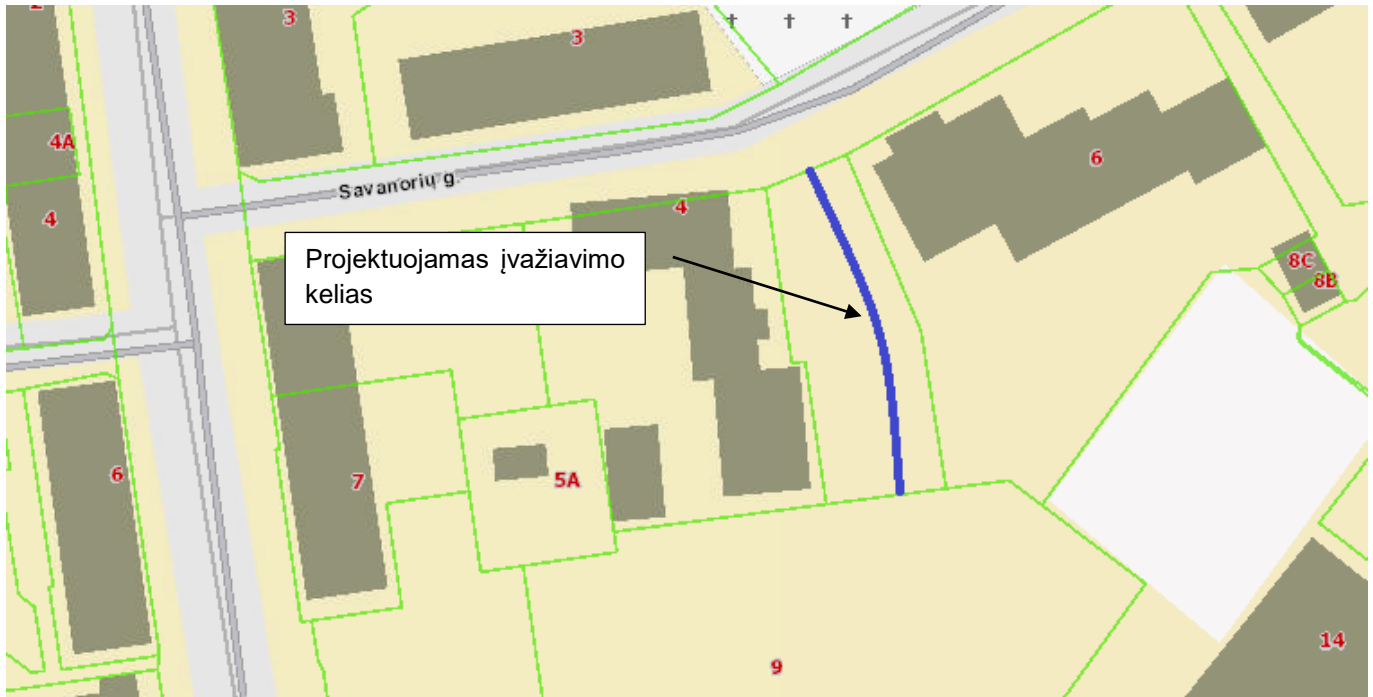 3
3
4A
4
Savanorių g.
4
6
8C
8B
Projektuojamas įvažiavimo
kelias
6
7
5A
14
9